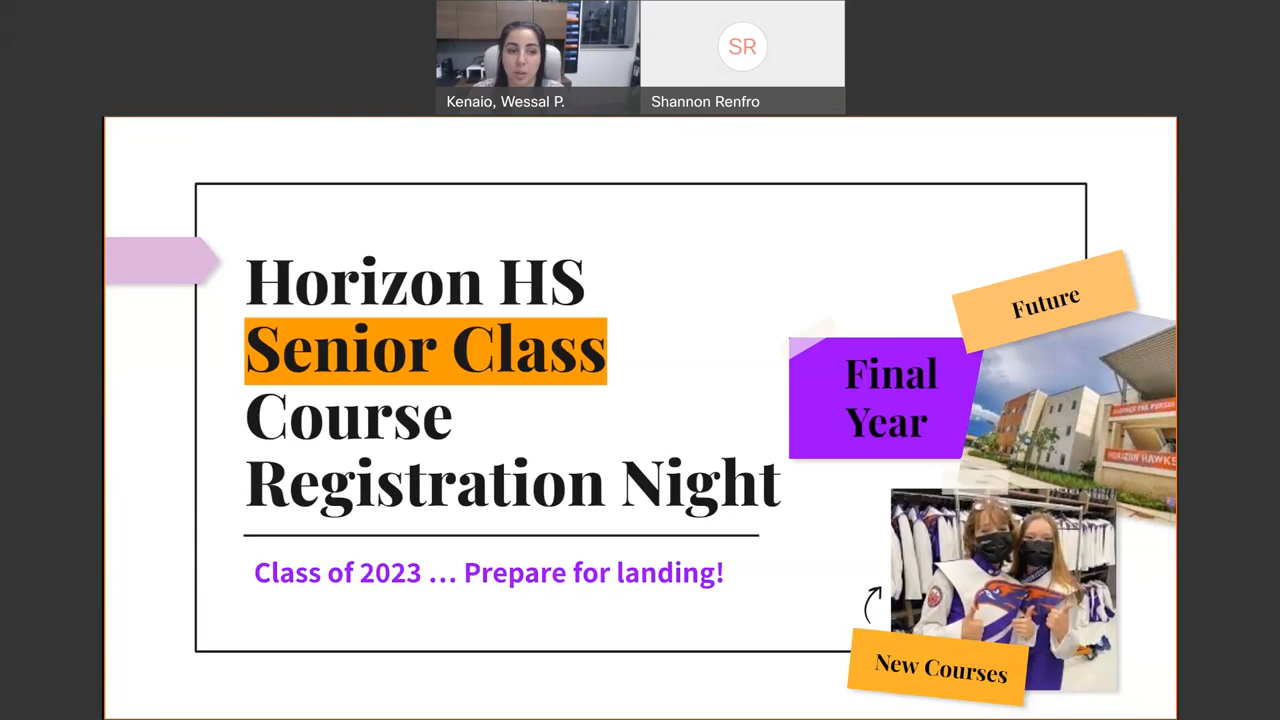 SR
Kenaio, Wessal P.
Shannon Renfro
Horizon HS
Senior Class
Course
Registration Night
Class of 2023 ... Prepare for landing!
Future
Final
Year
HORIZON HAWKS
New Courses